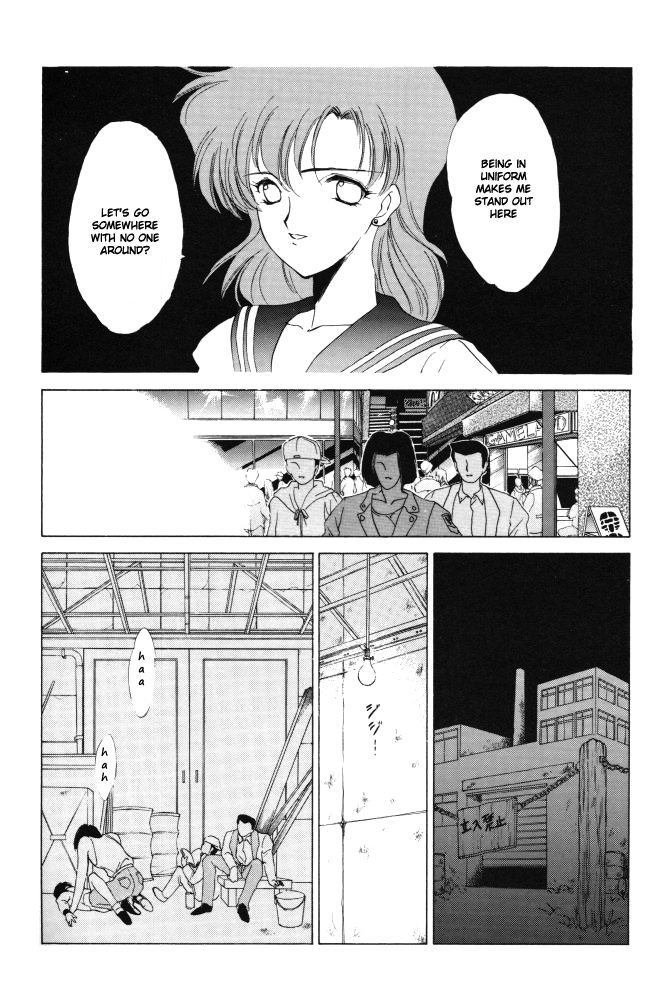 BEING IN
UNIFORM
MAKES ME
STAND OUT
HERE
LET'S GO
SOMEWHERE
WITH NO ONE
AROUND?
GAMELAND
立入禁止
ジジ…
haa
hah